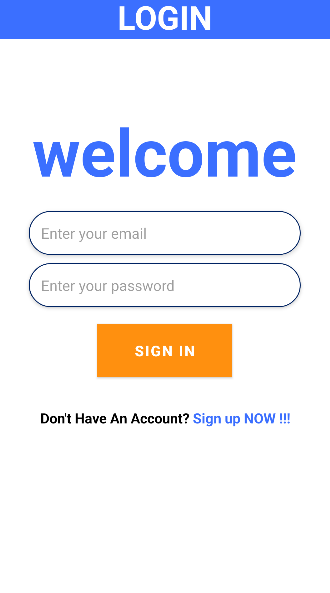 LOGIN
welcome
Enter your email
Enter your password
SIGN IN
Don't Have An Account? Sign up NOW !!!